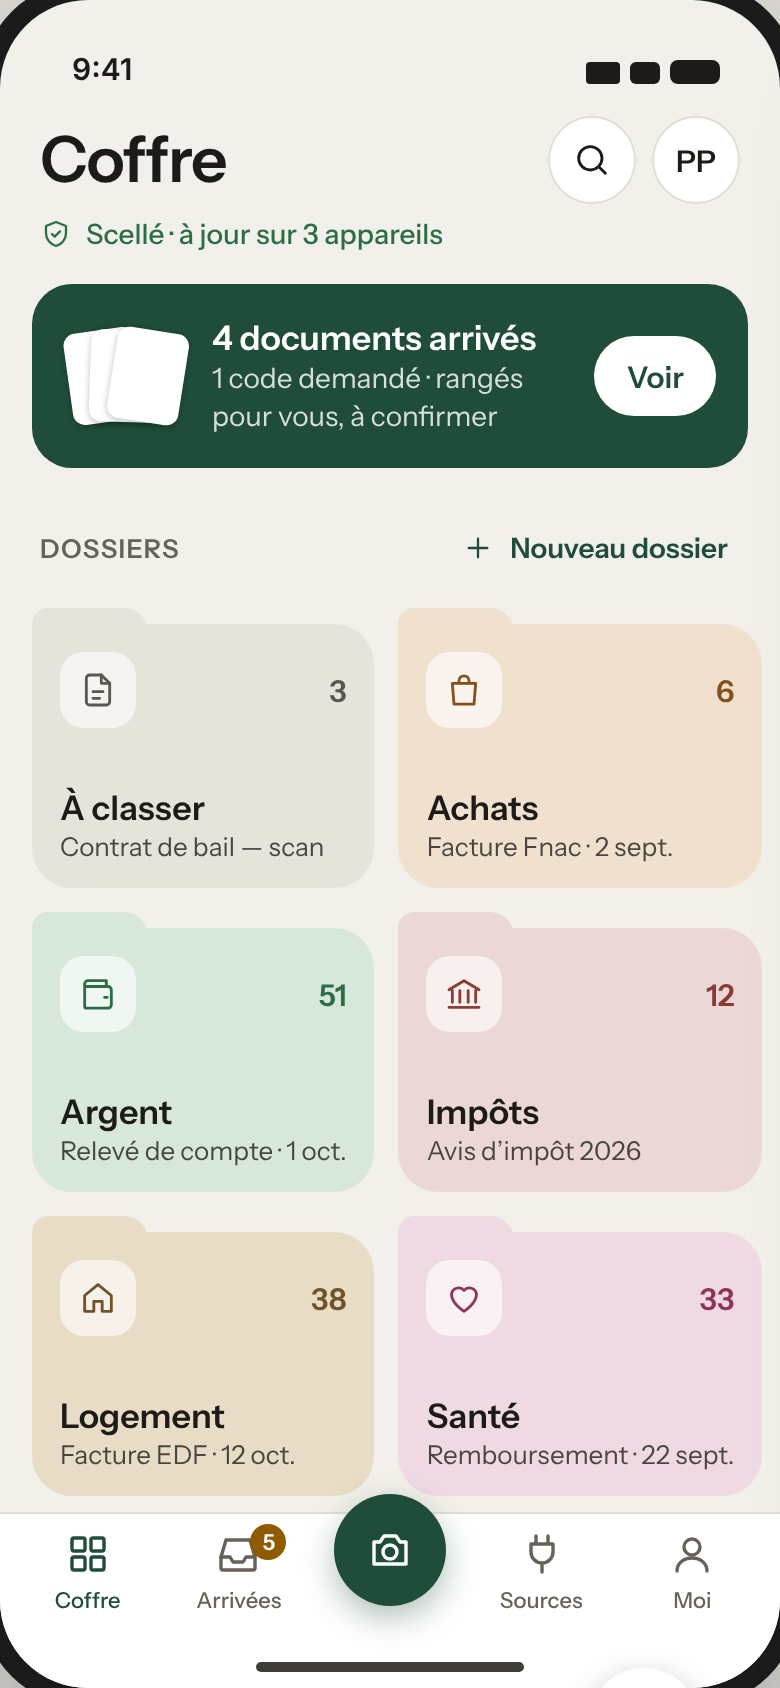 9:41
Coffre
PP
Scellé · à jour sur 3 appareils
4 documents arrivés
1 code demandé · rangés
pour vous, à confirmer
Voir
DOSSIERS
+ Nouveau dossier
3
À classer
Contrat de bail — scan
6
Achats
Facture Fnac · 2 sept.
51
Argent
Relevé de compte · 1 oct.
12
Impôts
Avis d’impôt 2026
38
Logement
Facture EDF · 12 oct.
33
Santé
Remboursement · 22 sept.
5
Coffre
Arrivées
Sources
Moi